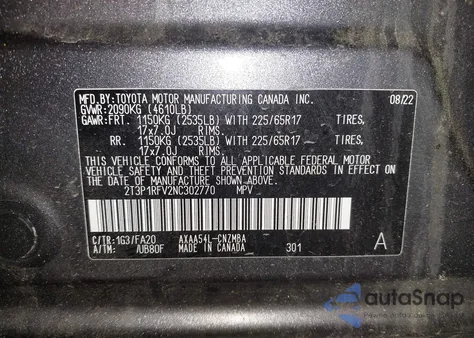 MFD.BY:TOYOTA MOTOR MANUFACTURING CANADA INC. 08/22
GVWR:2090KG (4610LB)
GAWR:FRT. 1150KG (2535LB) WITH 225/65R17 TIRES,
17x7.0J RIMS.
RR. 1150KG (2535LB) WITH 225/65R17 TIRES,
17x7.0J RIMS.
THIS VEHICLE CONFORMS TO ALL APPLICABLE FEDERAL MOTOR
VEHICLE SAFETY AND THEFT PREVENTION STANDARDS IN EFFECT
ON THE DATE OF MANUFACTURE SHOWN ABOVE.
2T3P1RFV2NC302770 MPV
C/TR:1G3/FA20 AXAA54L-CNZMBA
A/TM: /UB80F MADE IN CANADA 301 A
autoSnap